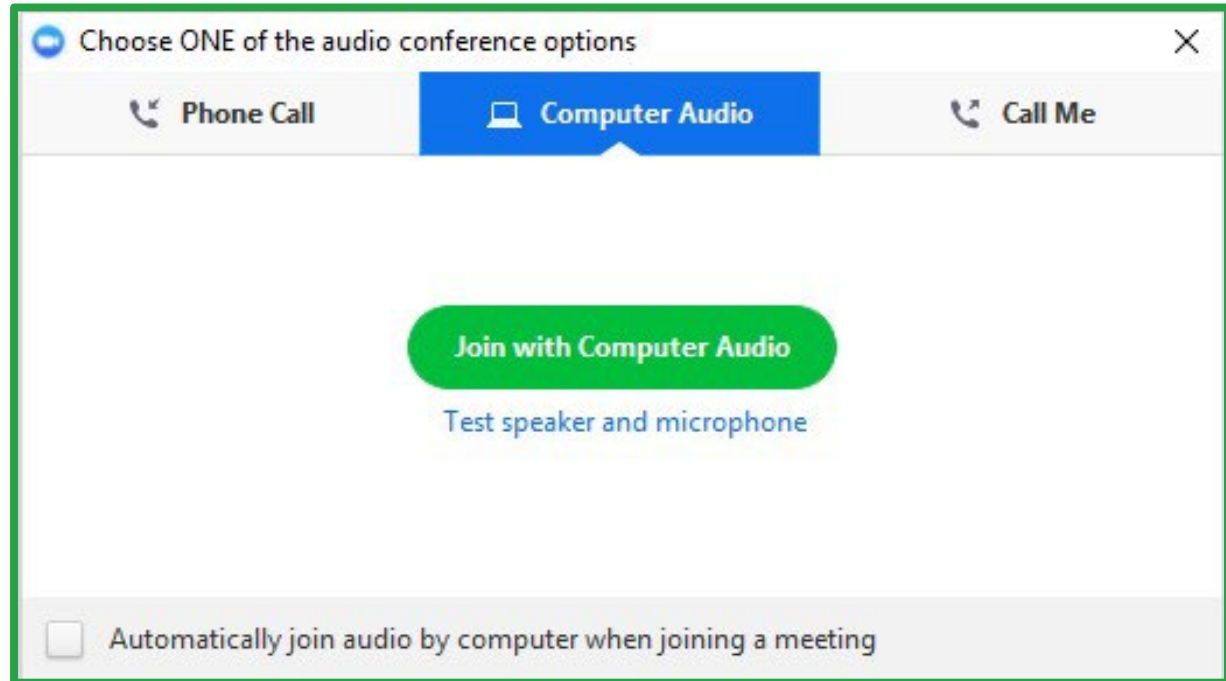 Choose ONE of the audio conference options
Phone Call
Computer Audio
Call Me
Join with Computer Audio
Test speaker and microphone
Automatically join audio by computer when joining a meeting